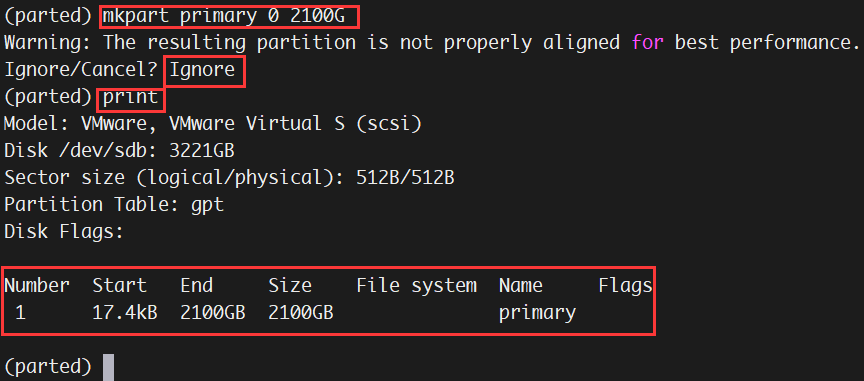 (parted) mkpart primary 0 2100G
Warning: The resulting partition is not properly aligned for best performance.
Ignore/Cancel? Ignore
(parted) print
Model: VMware, VMware Virtual S (scsi)
Disk /dev/sdb: 3221GB
Sector size (logical/physical): 512B/512B
Partition Table: gpt
Disk Flags:
Number  Start   End     Size    File system  Name     Flags
 1      17.4kB  2100GB  2100GB               primary
(parted)